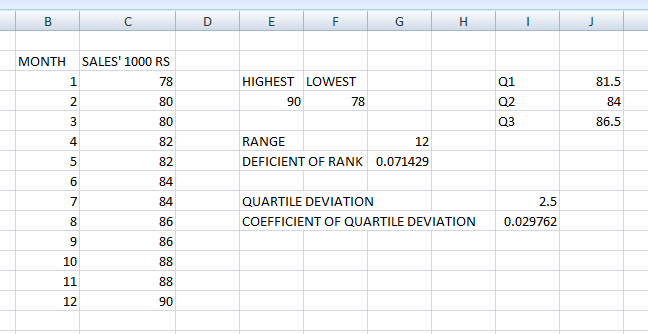 B C D E F G H I J
MONTH SALES' 1000 RS
1 78 HIGHEST LOWEST Q1 81.5
2 80 90 78 Q2 84
3 80 Q3 86.5
4 82 RANGE 12
5 82 DEFICIENT OF RANK 0.071429
6 84
7 84 QUARTILE DEVIATION 2.5
8 86 COEFFICIENT OF QUARTILE DEVIATION 0.029762
9 86
10 88
11 88
12 90